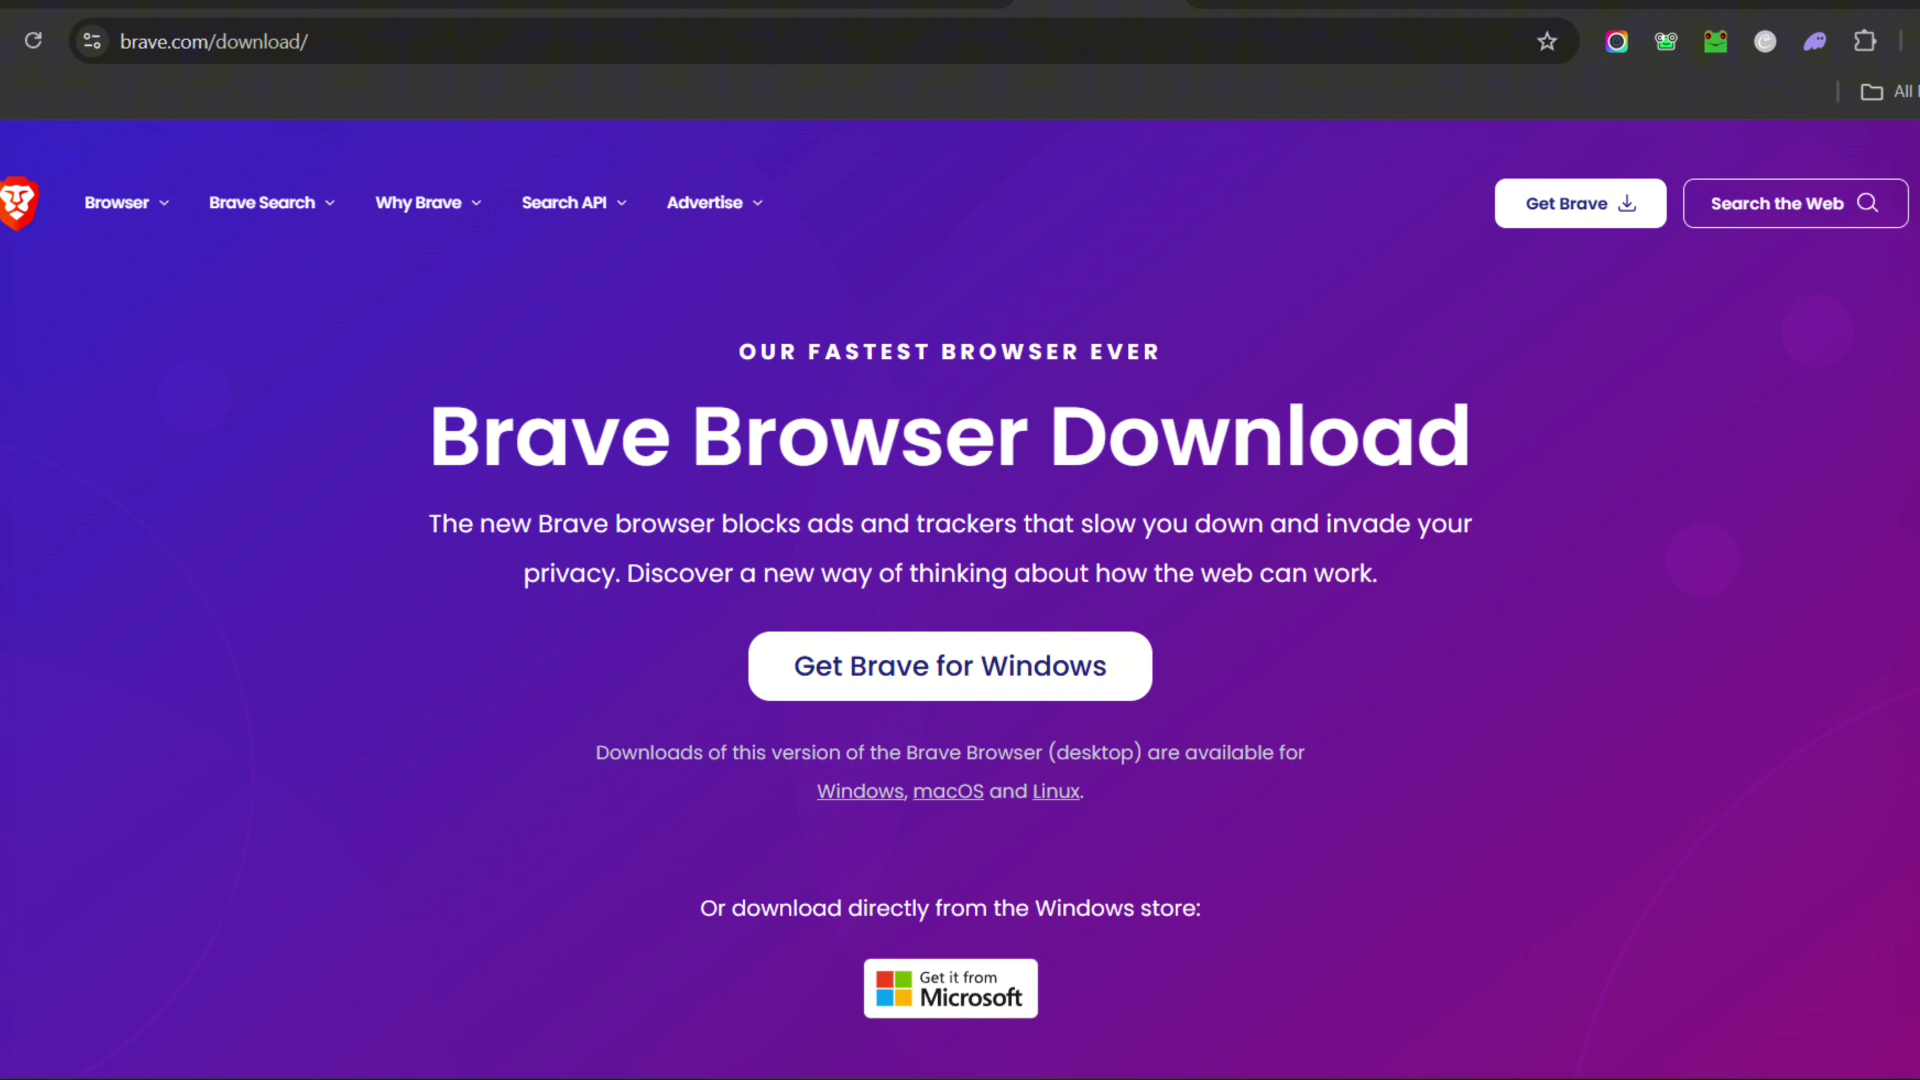 brave.com/download/
All
Browser
Brave Search
Why Brave
Search API
Advertise
Get Brave
Search the Web
OUR FASTEST BROWSER EVER
Brave Browser Download
The new Brave browser blocks ads and trackers that slow you down and invade your
privacy. Discover a new way of thinking about how the web can work.
Get Brave for Windows
Downloads of this version of the Brave Browser (desktop) are available for
Windows, macOS and Linux.
Or download directly from the Windows store:
Get it from
Microsoft